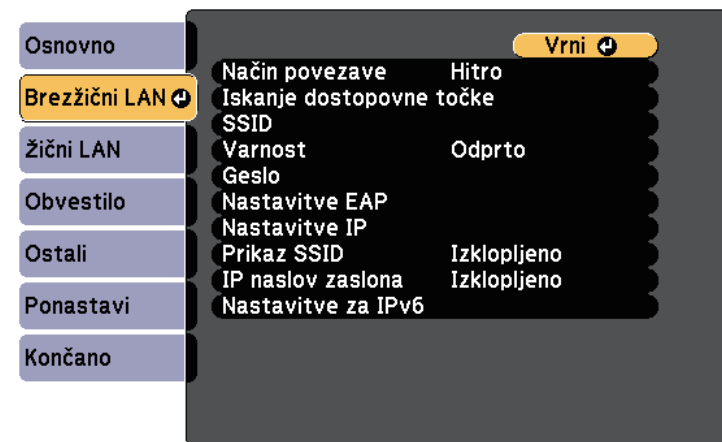 Osnovno
Brezžični LAN
Žični LAN
Obvestilo
Ostali
Ponastavi
Končano
Vrni
Način povezave Hitro
Iskanje dostopovne točke
SSID
Varnost Odprto
Geslo
Nastavitve EAP
Nastavitve IP
Prikaz SSID Izklopljeno
IP naslov zaslona Izklopljeno
Nastavitve za IPv6